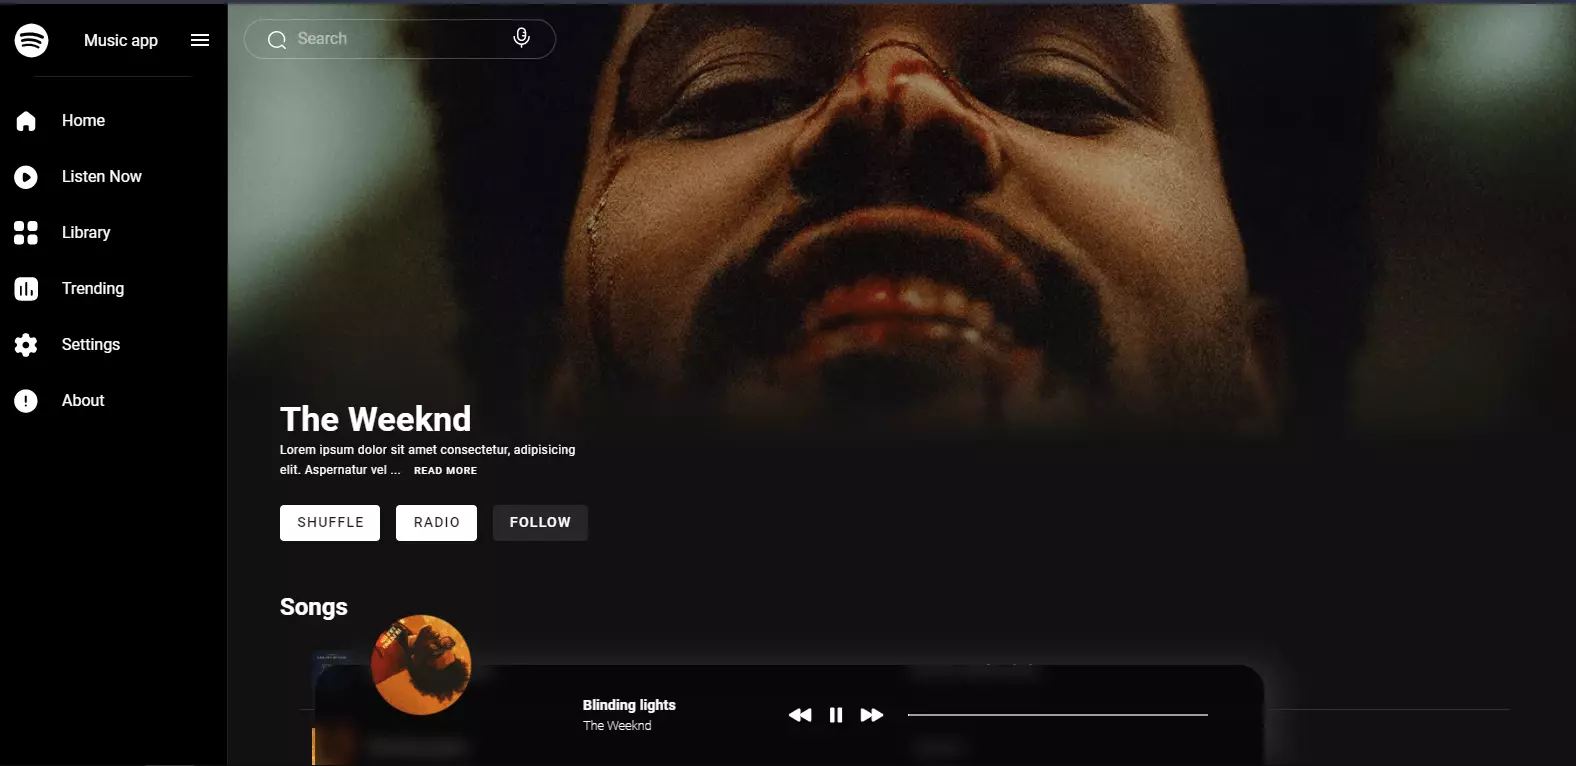 Music app
Search
Home
Listen Now
Library
Trending
Settings
About
The Weeknd
Lorem ipsum dolor sit amet consectetur, adipisicing
elit. Aspernatur vel ... READ MORE
SHUFFLE RADIO FOLLOW
Songs
Blinding lights
The Weeknd